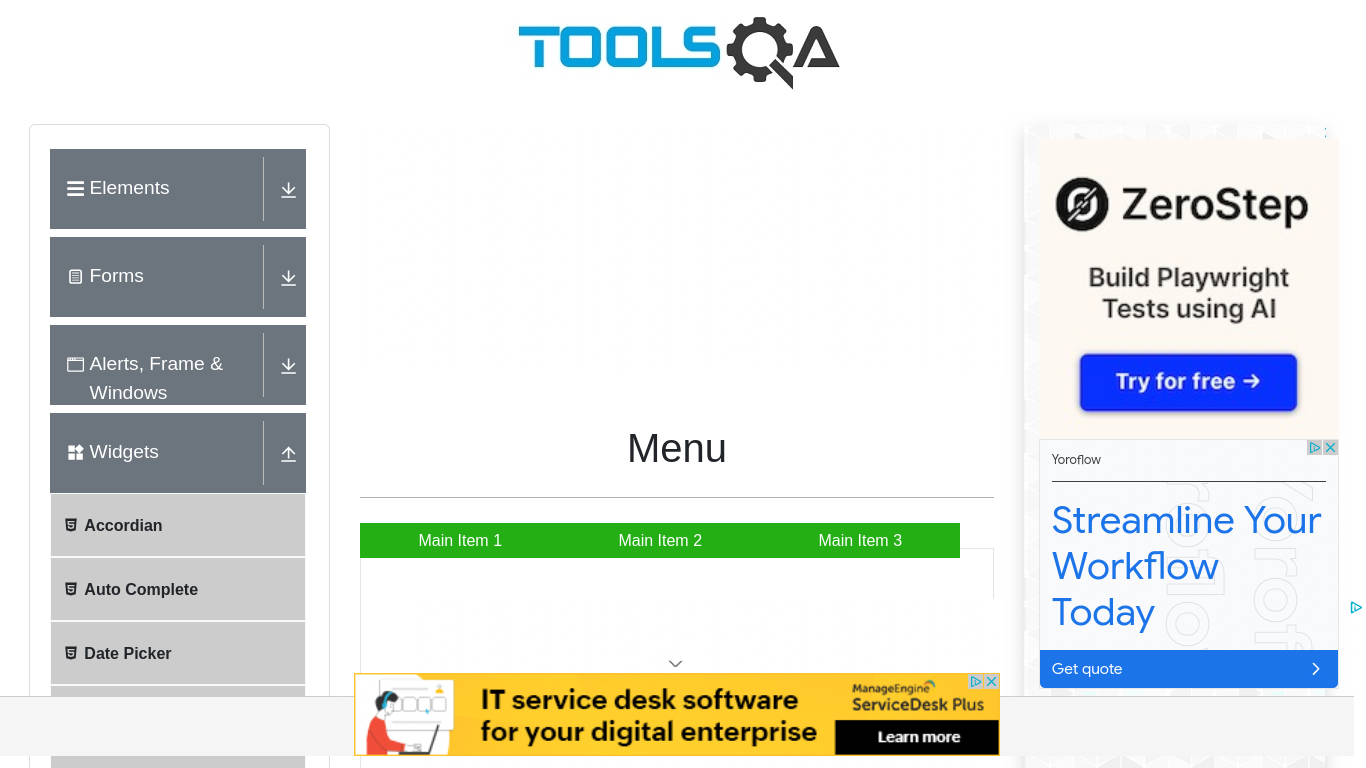 TOOLSQA
Elements
Forms
Alerts, Frame &
Windows
Widgets
Accordian
Auto Complete
Date Picker
Menu
Main Item 1
Main Item 2
Main Item 3
ZeroStep
Build Playwright
Tests using AI
Try for free →
Yoroflow
Streamline Your
Workflow
Today
Get quote
IT service desk software
for your digital enterprise
ManageEngine
ServiceDesk Plus
Learn more